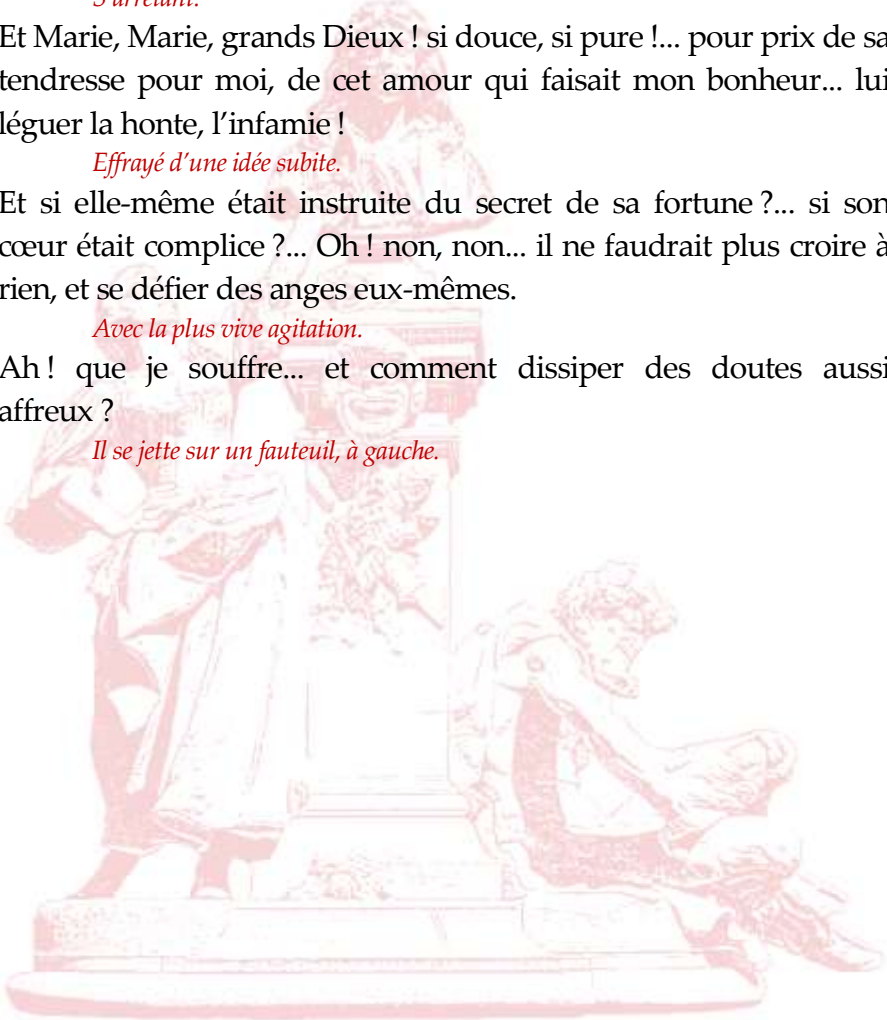 S'arrêtant.
Et Marie, Marie, grands Dieux ! si douce, si pure !... pour prix de sa
tendresse pour moi, de cet amour qui faisait mon bonheur... lui
léguer la honte, l’infamie !
Effrayé d’une idée subite.
Et si elle-même était instruite du secret de sa fortune ?... si son
cœur était complice ?... Oh ! non, non... il ne faudrait plus croire à
rien, et se défier des anges eux-mêmes.
Avec la plus vive agitation.
Ah ! que je souffre... et comment dissiper des doutes aussi
affreux ?
Il se jette sur un fauteuil, à gauche.